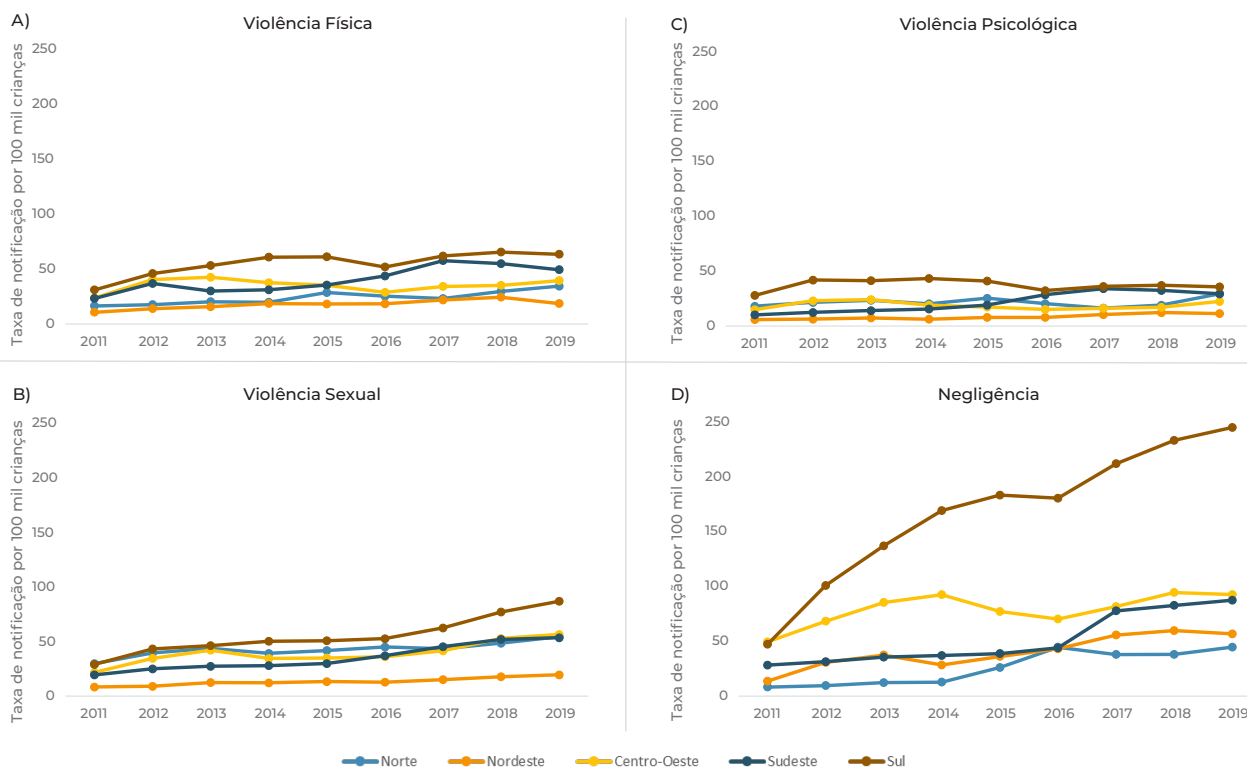 A)
Violência Física
Taxa de notificação por 100 mil crianças
250
200
150
100
50
0
2011 2012 2013 2014 2015 2016 2017 2018 2019
C)
Violência Psicológica
Taxa de notificação por 100 mil crianças
250
200
150
100
50
0
2011 2012 2013 2014 2015 2016 2017 2018 2019
B)
Violência Sexual
Taxa de notificação por 100 mil crianças
250
200
150
100
50
0
2011 2012 2013 2014 2015 2016 2017 2018 2019
D)
Negligência
Taxa de notificação por 100 mil crianças
250
200
150
100
50
0
2011 2012 2013 2014 2015 2016 2017 2018 2019
Norte Nordeste Centro-Oeste Sudeste Sul